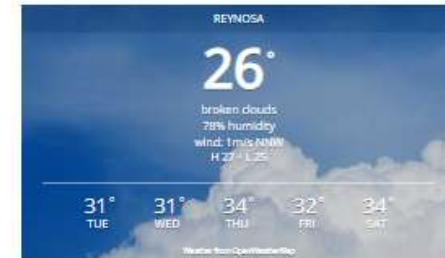 REYNOSA
26°
broken clouds
78% humidity
wind: 1m/s NNW
H 27 • L 25
31° 31° 34° 32° 34°
TUE WED THU FRI SAT
Weather from OpenWeatherMap